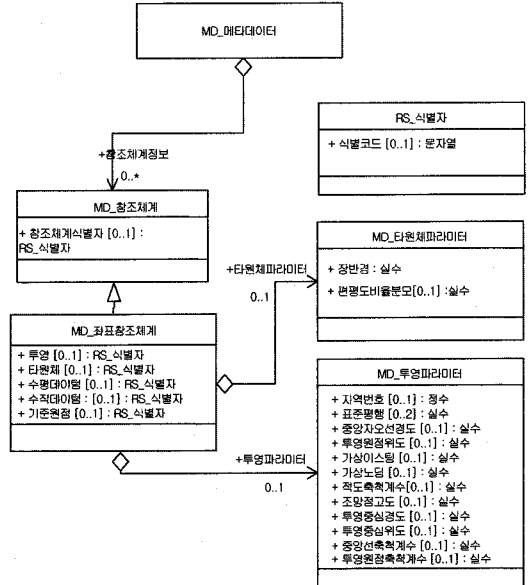 MD_메타데이터
+참조체계정보
0..*
RS_식별자
+ 식별코드 [0..1] : 문자열
MD_참조체계
+ 참조체계식별자 [0..1] :
RS_식별자
MD_타원체파라미터
+ 장반경 : 실수
+ 편평도비율분모[0..1] :실수
+타원체파라미터
0..1
MD_좌표참조체계
+ 투영 [0..1] : RS_식별자
+ 타원체 [0..1] : RS_식별자
+ 수평데이텀 [0..1] : RS_식별자
+ 수직데이텀 : [0..1] : RS_식별자
+ 기준원점 [0..1] : RS_식별자
+투영파라미터
0..1
MD_투영파라미터
+ 지역번호 [0..1] : 정수
+ 표준평행 [0..2] : 실수
+ 중앙자오선경도 [0..1] : 실수
+ 투영원점위도 [0..1] : 실수
+ 가상이스팅 [0..1] : 실수
+ 가상노딩 [0..1] : 실수
+ 적도축척계수[0..1] : 실수
+ 조망점고도 [0..1] : 실수
+ 투영중심경도 [0..1] : 실수
+ 투영중심위도 [0..1] : 실수
+ 중앙선축척계수 [0..1] : 실수
+ 투영원점축척계수 [0..1] : 실수